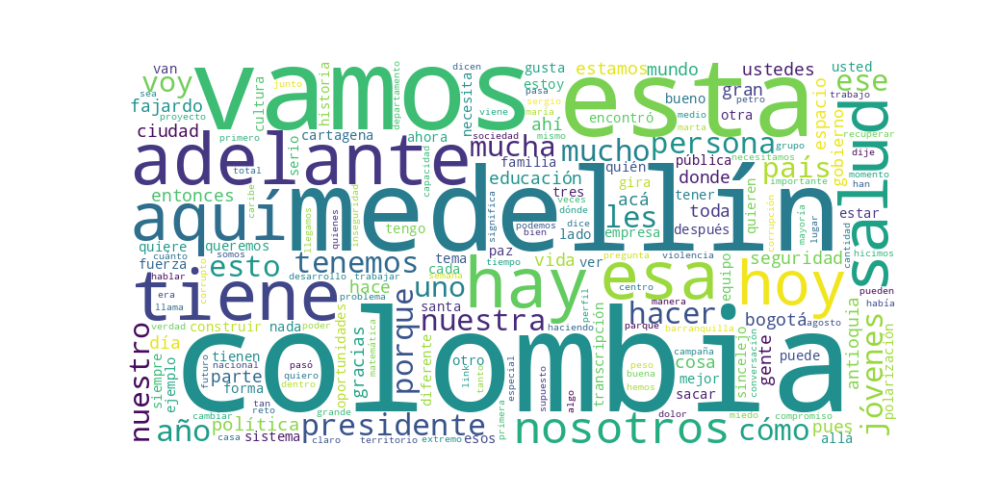 vamos
esta
van
voy
sea
proyecto
fajardo
cultura
junto
historia
departamento
dicen
necesita
gusta
estoy
estamos
mundo
ustedes
usted
ese
pasa
sergio
maría
viene
bueno
medio
petro
gran
otra
trabajo
espacio
gobierno
salud
ciudad
primero
serio
cartagena
ahora
sociedad
mismo
ahí
encontró
marta
persona
recuperar
dije
adelante
mucha
mucho
quién
grupo
pública
necesitamos
país
momento
han
total
capacidad
familia
educación
donde
importante
entonces
caribe
aquí
medellín
llegamos
quienes
inseguridad
tengo
significa
podemos
bien
veces
dónde
dice
tres
lado
gira
acá
empresa
les
tener
toda
después
quieren
corrupción
mayoría
lugar
estar
cantidad
hicimos
quiere
cuánto
queremos
somos
fuerza
hablar
esto
tenemos
tema
cada
paz
tiempo
vida
ver
pregunta
violencia
equipo
seguridad
pueden
había
llama
era
corrupto
desarrollo
trabajar
hace
problema
uno
semana
hay
esa
centro
manera
hoy
tiene
nuestro
verdad
construir
nada
poder
oportunidades
matemática
porque
santa
nuestra
haciendo
perfil
hacer
parque
barranquilla
bogotá
agosto
antioquia
jóvenes
polarización
colombia
día
siempre
ejemplo
tienen
nacional
futuro
parte
forma
pasó
quiero
dentro
gracias
diferente
otro
link
tanto
especial
supuesto
algo
transcripción
peso
buena
hemos
campaña
cosa
mejor
sacar
sincelejo
conversación
gente
puede
cambiar
tan
reto
grande
primera
dolor
miedo
compromiso
año
política
presidente
nosotros
cómo
pues
casa
sistema
claro
territorio
extremo
esos
allá